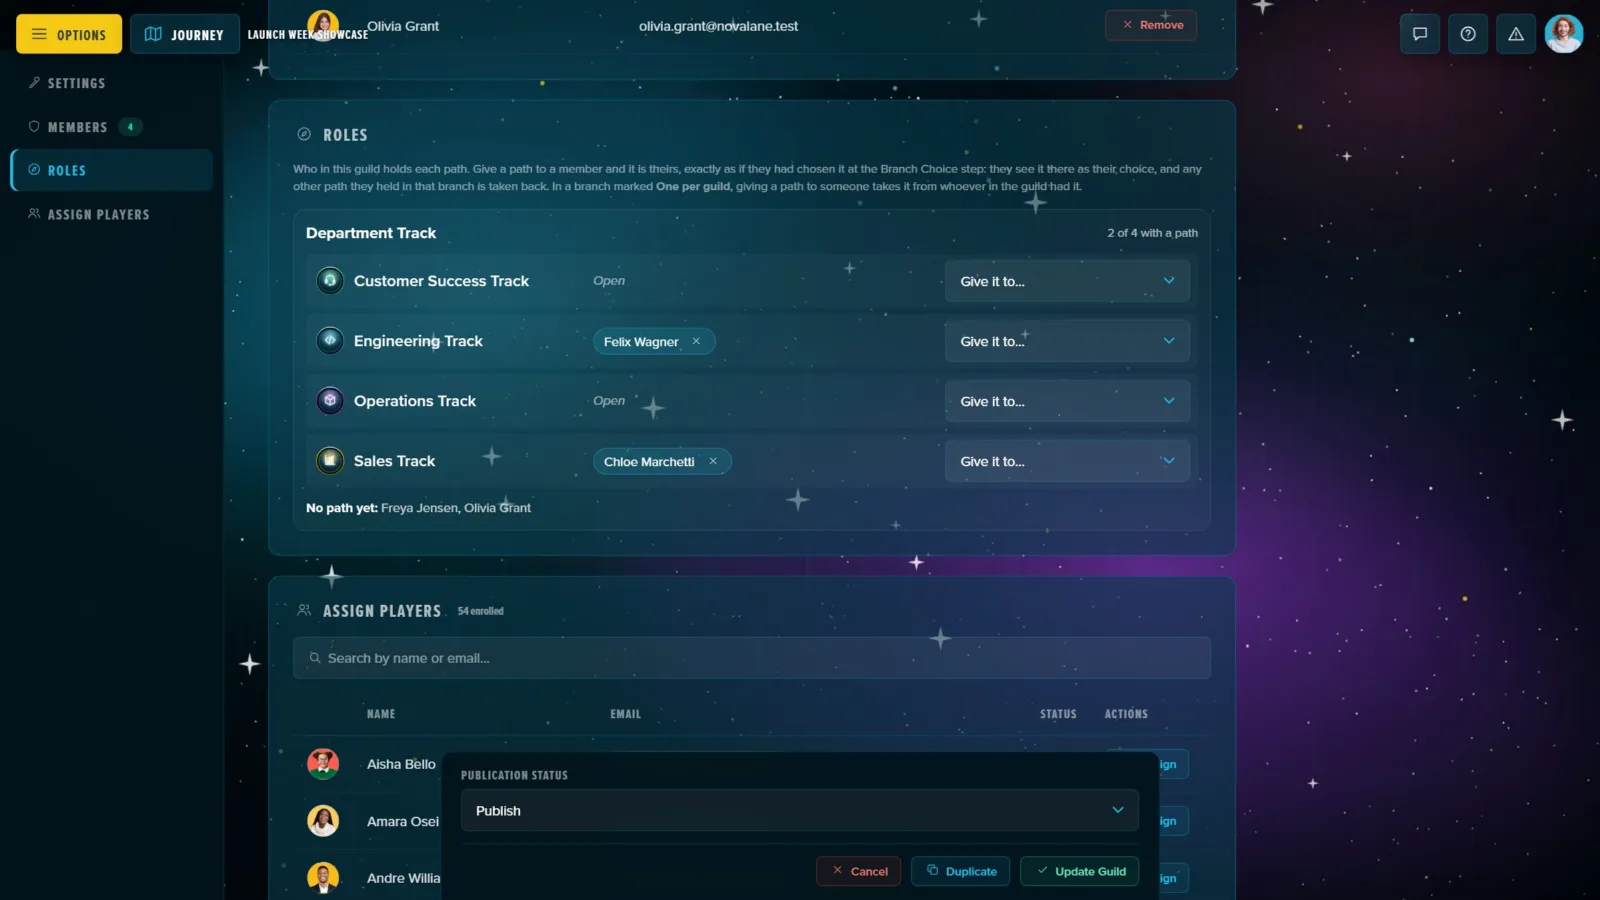 OPTIONS
JOURNEY
LAUNCH WEEK SHOWCASE
Olivia Grant
olivia.grant@novalane.test
Remove
SETTINGS
MEMBERS 4
ROLES
ASSIGN PLAYERS
ROLES
Who in this guild holds each path. Give a path to a member and it is theirs, exactly as if they had chosen it at the Branch Choice step: they see it there as their choice, and any
other path they held in that branch is taken back. In a branch marked One per guild, giving a path to someone takes it from whoever in the guild had it.
Department Track
2 of 4 with a path
Customer Success Track
Open
Give it to...
Engineering Track
Felix Wagner
Give it to...
Operations Track
Open
Give it to...
Sales Track
Chloe Marchetti
Give it to...
No path yet: Freya Jensen, Olivia Grant
ASSIGN PLAYERS 54 enrolled
Search by name or email...
NAME EMAIL STATUS ACTIONS
Aisha Bello
ign
Amara Osei
ign
Andre Willia
ign
PUBLICATION STATUS
Publish
Cancel
Duplicate
Update Guild